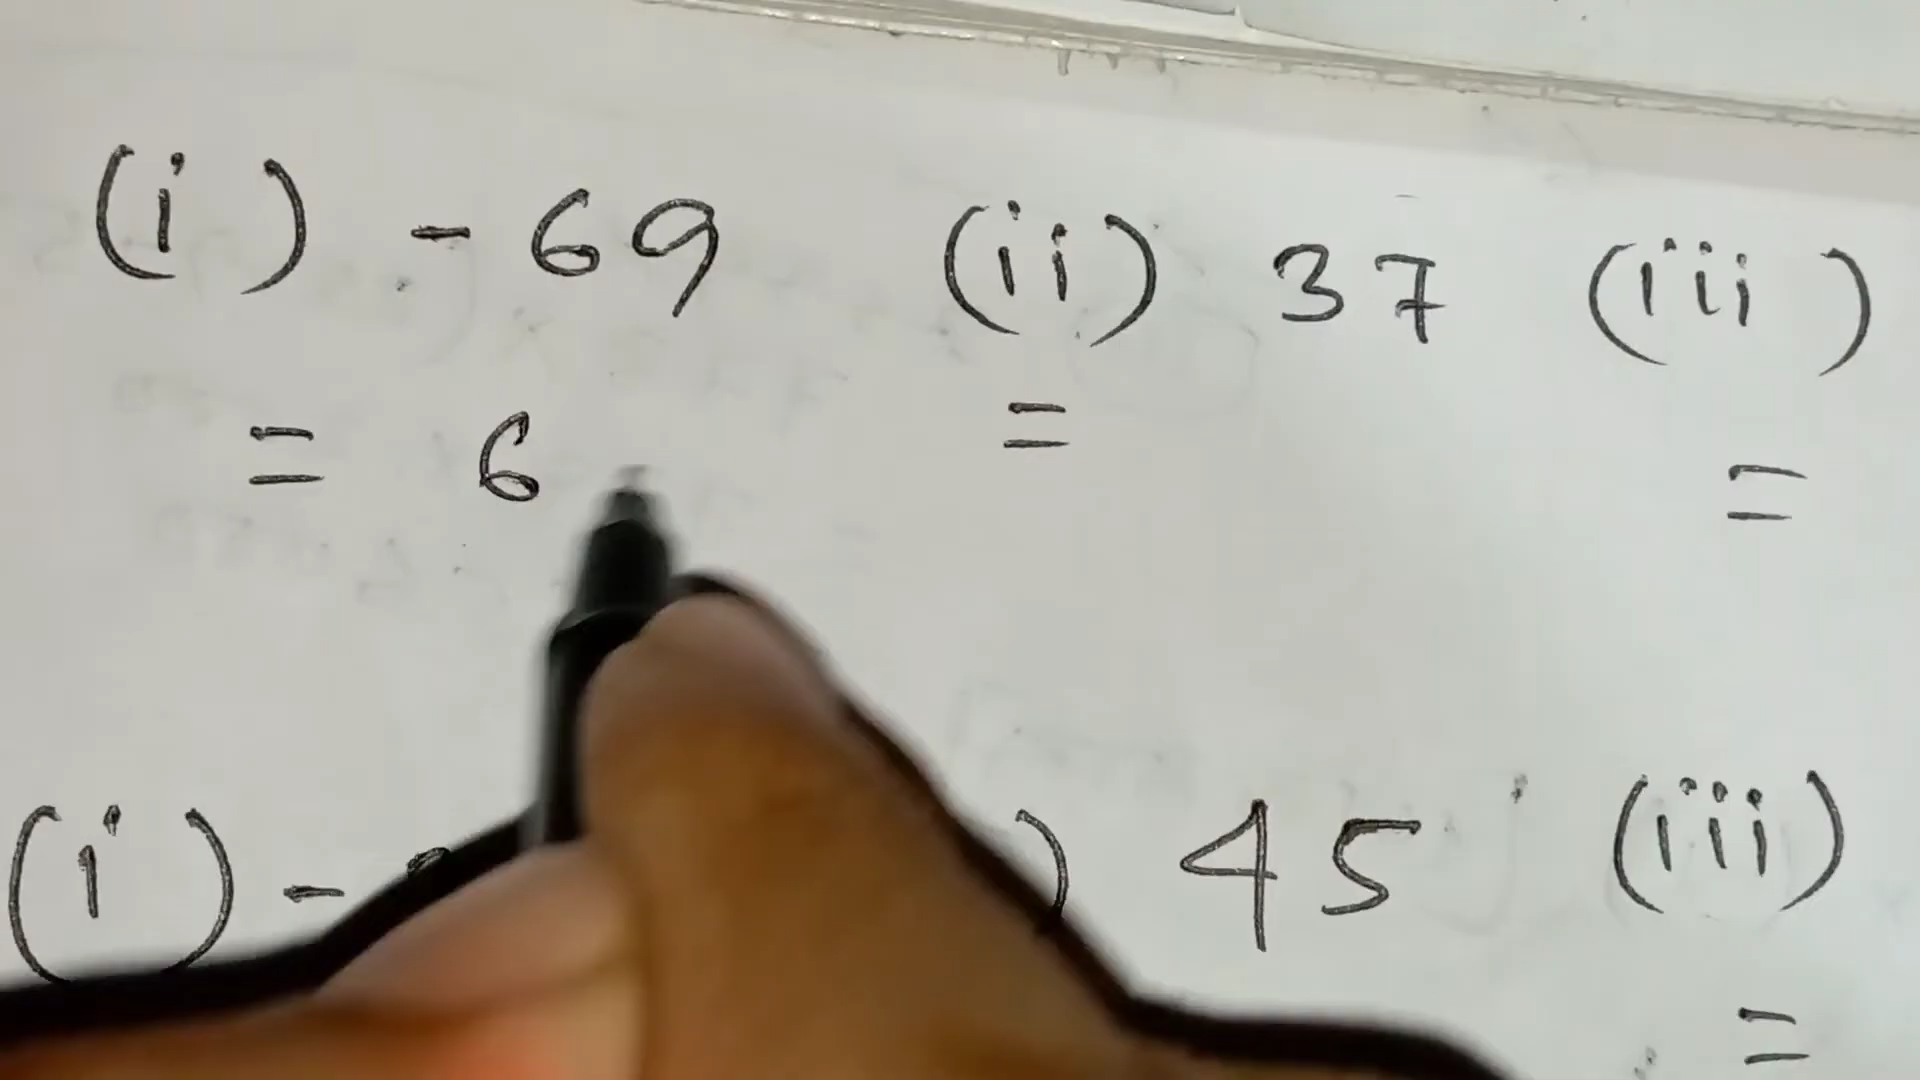 (i) - 69 (ii) 37 (iii)
= 6 = =
(i) - ) 45 (iii)
=